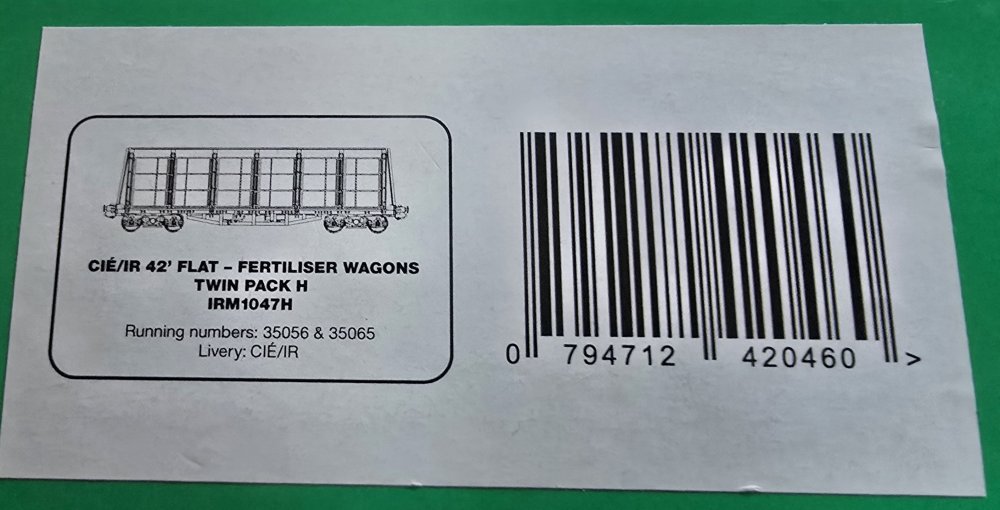 CIÉ/IR 42' FLAT – FERTILISER WAGONS
TWIN PACK H
IRM1047H
Running numbers: 35056 & 35065
Livery: CIÉ/IR
0 794712 420460 >